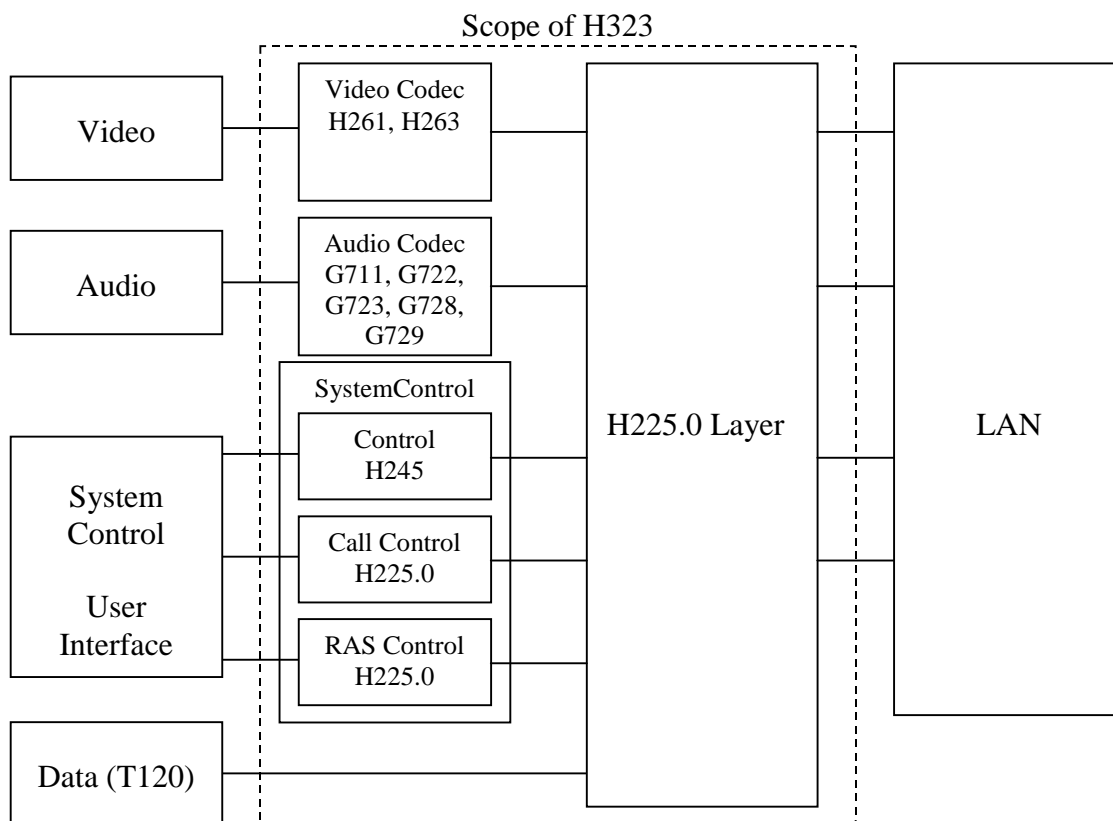 Scope of H323
Video
Video Codec
H261, H263
Audio
Audio Codec
G711, G722,
G723, G728,
G729
SystemControl
Control
H245
Call Control
H225.0
RAS Control
H225.0
System
Control
User
Interface
Data (T120)
H225.0 Layer
LAN